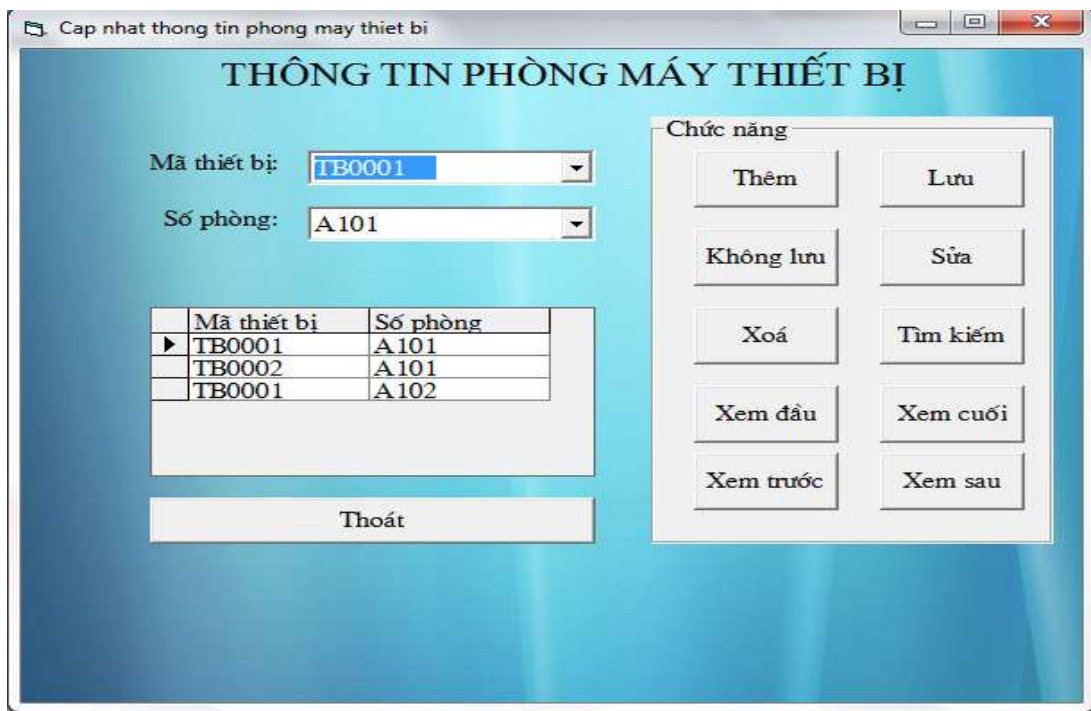 Cap nhat thong tin phong may thiet bi
THÔNG TIN PHÒNG MÁY THIẾT BỊ
Mã thiết bị: TB0001
Số phòng: A101
Mã thiết bị Số phòng
TB0001 A101
TB0002 A101
TB0001 A102
Thoát
Chức năng
Thêm Lưu
Không lưu Sửa
Xoá Tìm kiếm
Xem đầu Xem cuối
Xem trước Xem sau